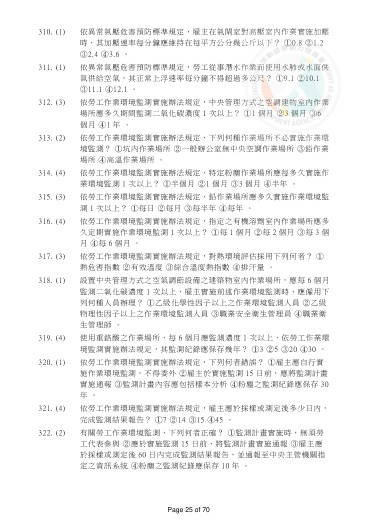 310. (1) 依異常氣壓危害預防標準規定，雇主在氣閘室對高壓室內作業實施加壓
時，其加壓速率每分鐘應維持在每平方公分幾公斤以下？ ①0.8 ②1.2
③2.4 ④3.6 。
311. (1) 依異常氣壓危害預防標準規定，勞工從事潛水作業而使用水肺或水面供
氣供給空氣，其正常上浮速率每分鐘不得超過多少公尺？ ①9.1 ②10.1
③11.1 ④12.1 。
312. (3) 依勞工作業環境監測實施辦法規定，中央管理方式之空調建物室內作業
場所應多久期間監測二氧化碳濃度 1 次以上？ ①1 個月 ②3 個月 ③6
個月 ④1 年 。
313. (2) 依勞工作業環境監測實施辦法規定，下列何種作業場所不必實施作業環
境監測？ ①坑內作業場所 ②一般辦公室無中央空調作業場所 ③鉛作業
場所 ④高溫作業場所 。
314. (4) 依勞工作業環境監測實施辦法規定，特定粉塵作業場所應每多久實施作
業環境監測 1 次以上？ ①半個月 ②1 個月 ③3 個月 ④半年 。
315. (3) 依勞工作業環境監測實施辦法規定，鉛作業場所應多久實施作業環境監
測 1 次以上？ ①每日 ②每月 ③每半年 ④每年 。
316. (4) 依勞工作業環境監測實施辦法規定，指定之有機溶劑室內作業場所應多
久定期實施作業環境監測 1 次以上？ ①每 1 個月 ②每 2 個月 ③每 3 個
月 ④每 6 個月 。
317. (3) 依勞工作業環境監測實施辦法規定，對熱環境評估採用下列何者？ ①
熱危害指數 ②有效溫度 ③綜合溫度熱指數 ④排汗量 。
318. (1) 設置中央管理方式之空氣調節設備之建築物室內作業場所，應每 6 個月
監測二氧化碳濃度 1 次以上，雇主實施前述作業環境監測時，應僱用下
列何種人員辦理？ ①乙級化學性因子以上之作業環境監測人員 ②乙級
物理性因子以上之作業環境監測人員 ③職業安全衛生管理員 ④職業衛
生管理師 。
319. (4) 使用重鉻酸之作業場所，每 6 個月應監測濃度 1 次以上，依勞工作業環
境監測實施辦法規定，其監測紀錄應保存幾年？ ①3 ②5 ③20 ④30 。
320. (1) 依勞工作業環境監測實施辦法規定，下列何者錯誤？ ①雇主應自行實
施作業環境監測，不得委外 ②雇主於實施監測 15 日前，應將監測計畫
實施通報 ③監測計畫內容應包括樣本分析 ④粉塵之監測紀錄應保存 30
年 。
321. (4) 依勞工作業環境監測實施辦法規定，雇主應於採樣或測定後多少日內，
完成監測結果報告？ ①7 ②14 ③15 ④45 。
322. (2) 有關勞工作業環境監測，下列何者正確？ ①監測計畫實施時，無須勞
工代表參與 ②應於實施監測 15 日前，將監測計畫實施通報 ③雇主應
於採樣或測定後 60 日內完成監測結果報告，並通報至中央主管機關指
定之資訊系統 ④粉塵之監測紀錄應保存 10 年 。
Page 25 of 70